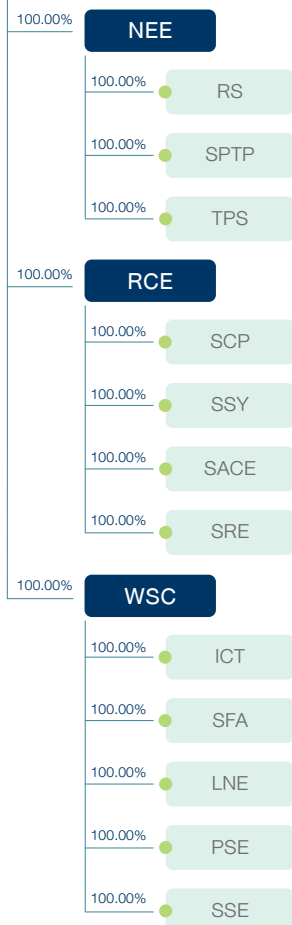 100.00% NEE
100.00% RS
100.00% SPTP
100.00% TPS
100.00% RCE
100.00% SCP
100.00% SSY
100.00% SACE
100.00% SRE
100.00% WSC
100.00% ICT
100.00% SFA
100.00% LNE
100.00% PSE
100.00% SSE